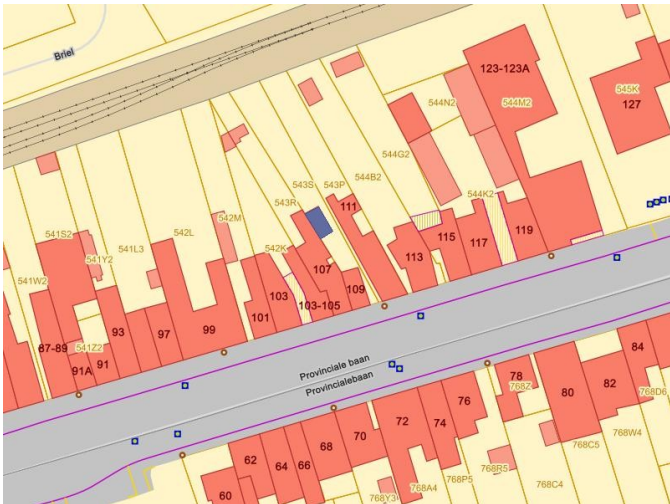 Briel
123-123A
544M2
545K
127
544N2
544G2
544B2
543P
543S
543R
542M
542K
542L
541L3
541S2
541Y2
541W2
544K2
111
107
109
103
103-105
101
99
97
93
91
91A
87-89
541Z2
113
115
117
119
Provinciale baan
Provincialebaan
60
62
64
66
68
70
72
74
76
78
80
82
84
768Z
768D6
768W4
768C5
768C4
768R5
768P5
768A4
768Y3